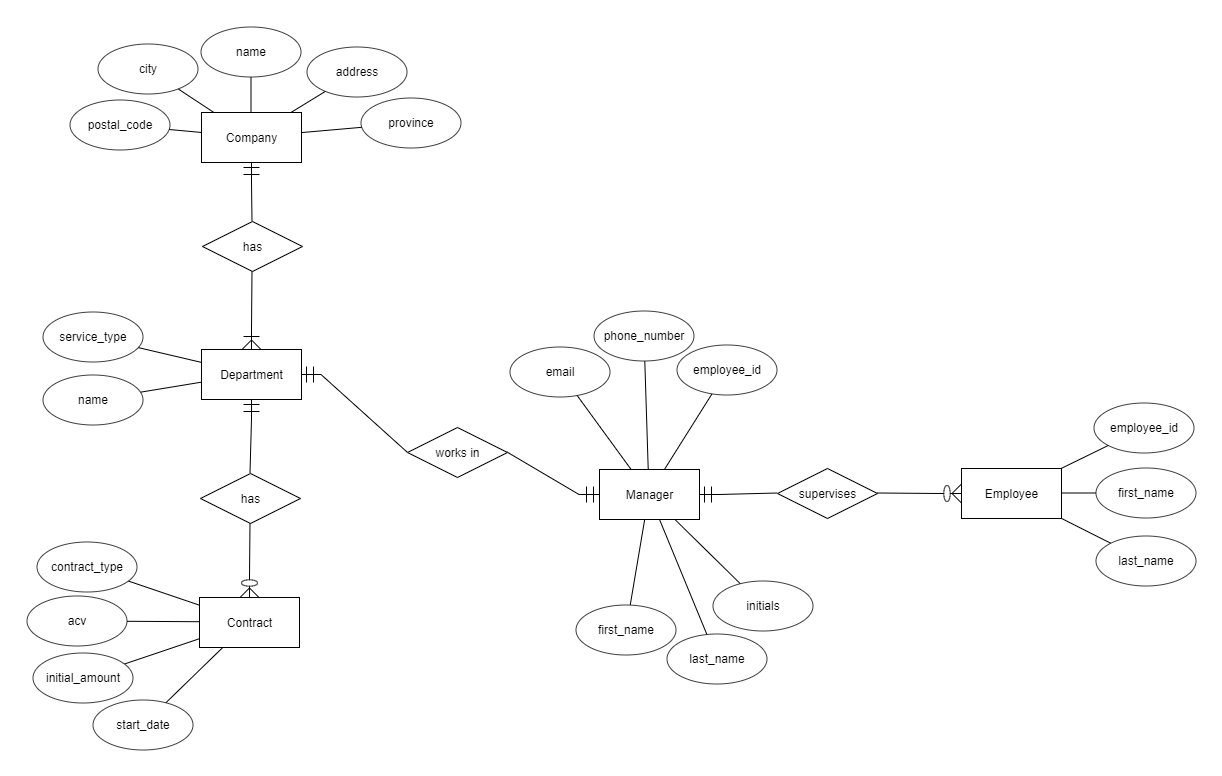 name
city
address
postal_code
province
Company
has
service_type
Department
name
works in
phone_number
email
employee_id
Manager
supervises
Employee
employee_id
first_name
last_name
has
contract_type
acv
Contract
initial_amount
start_date
first_name
last_name
initials